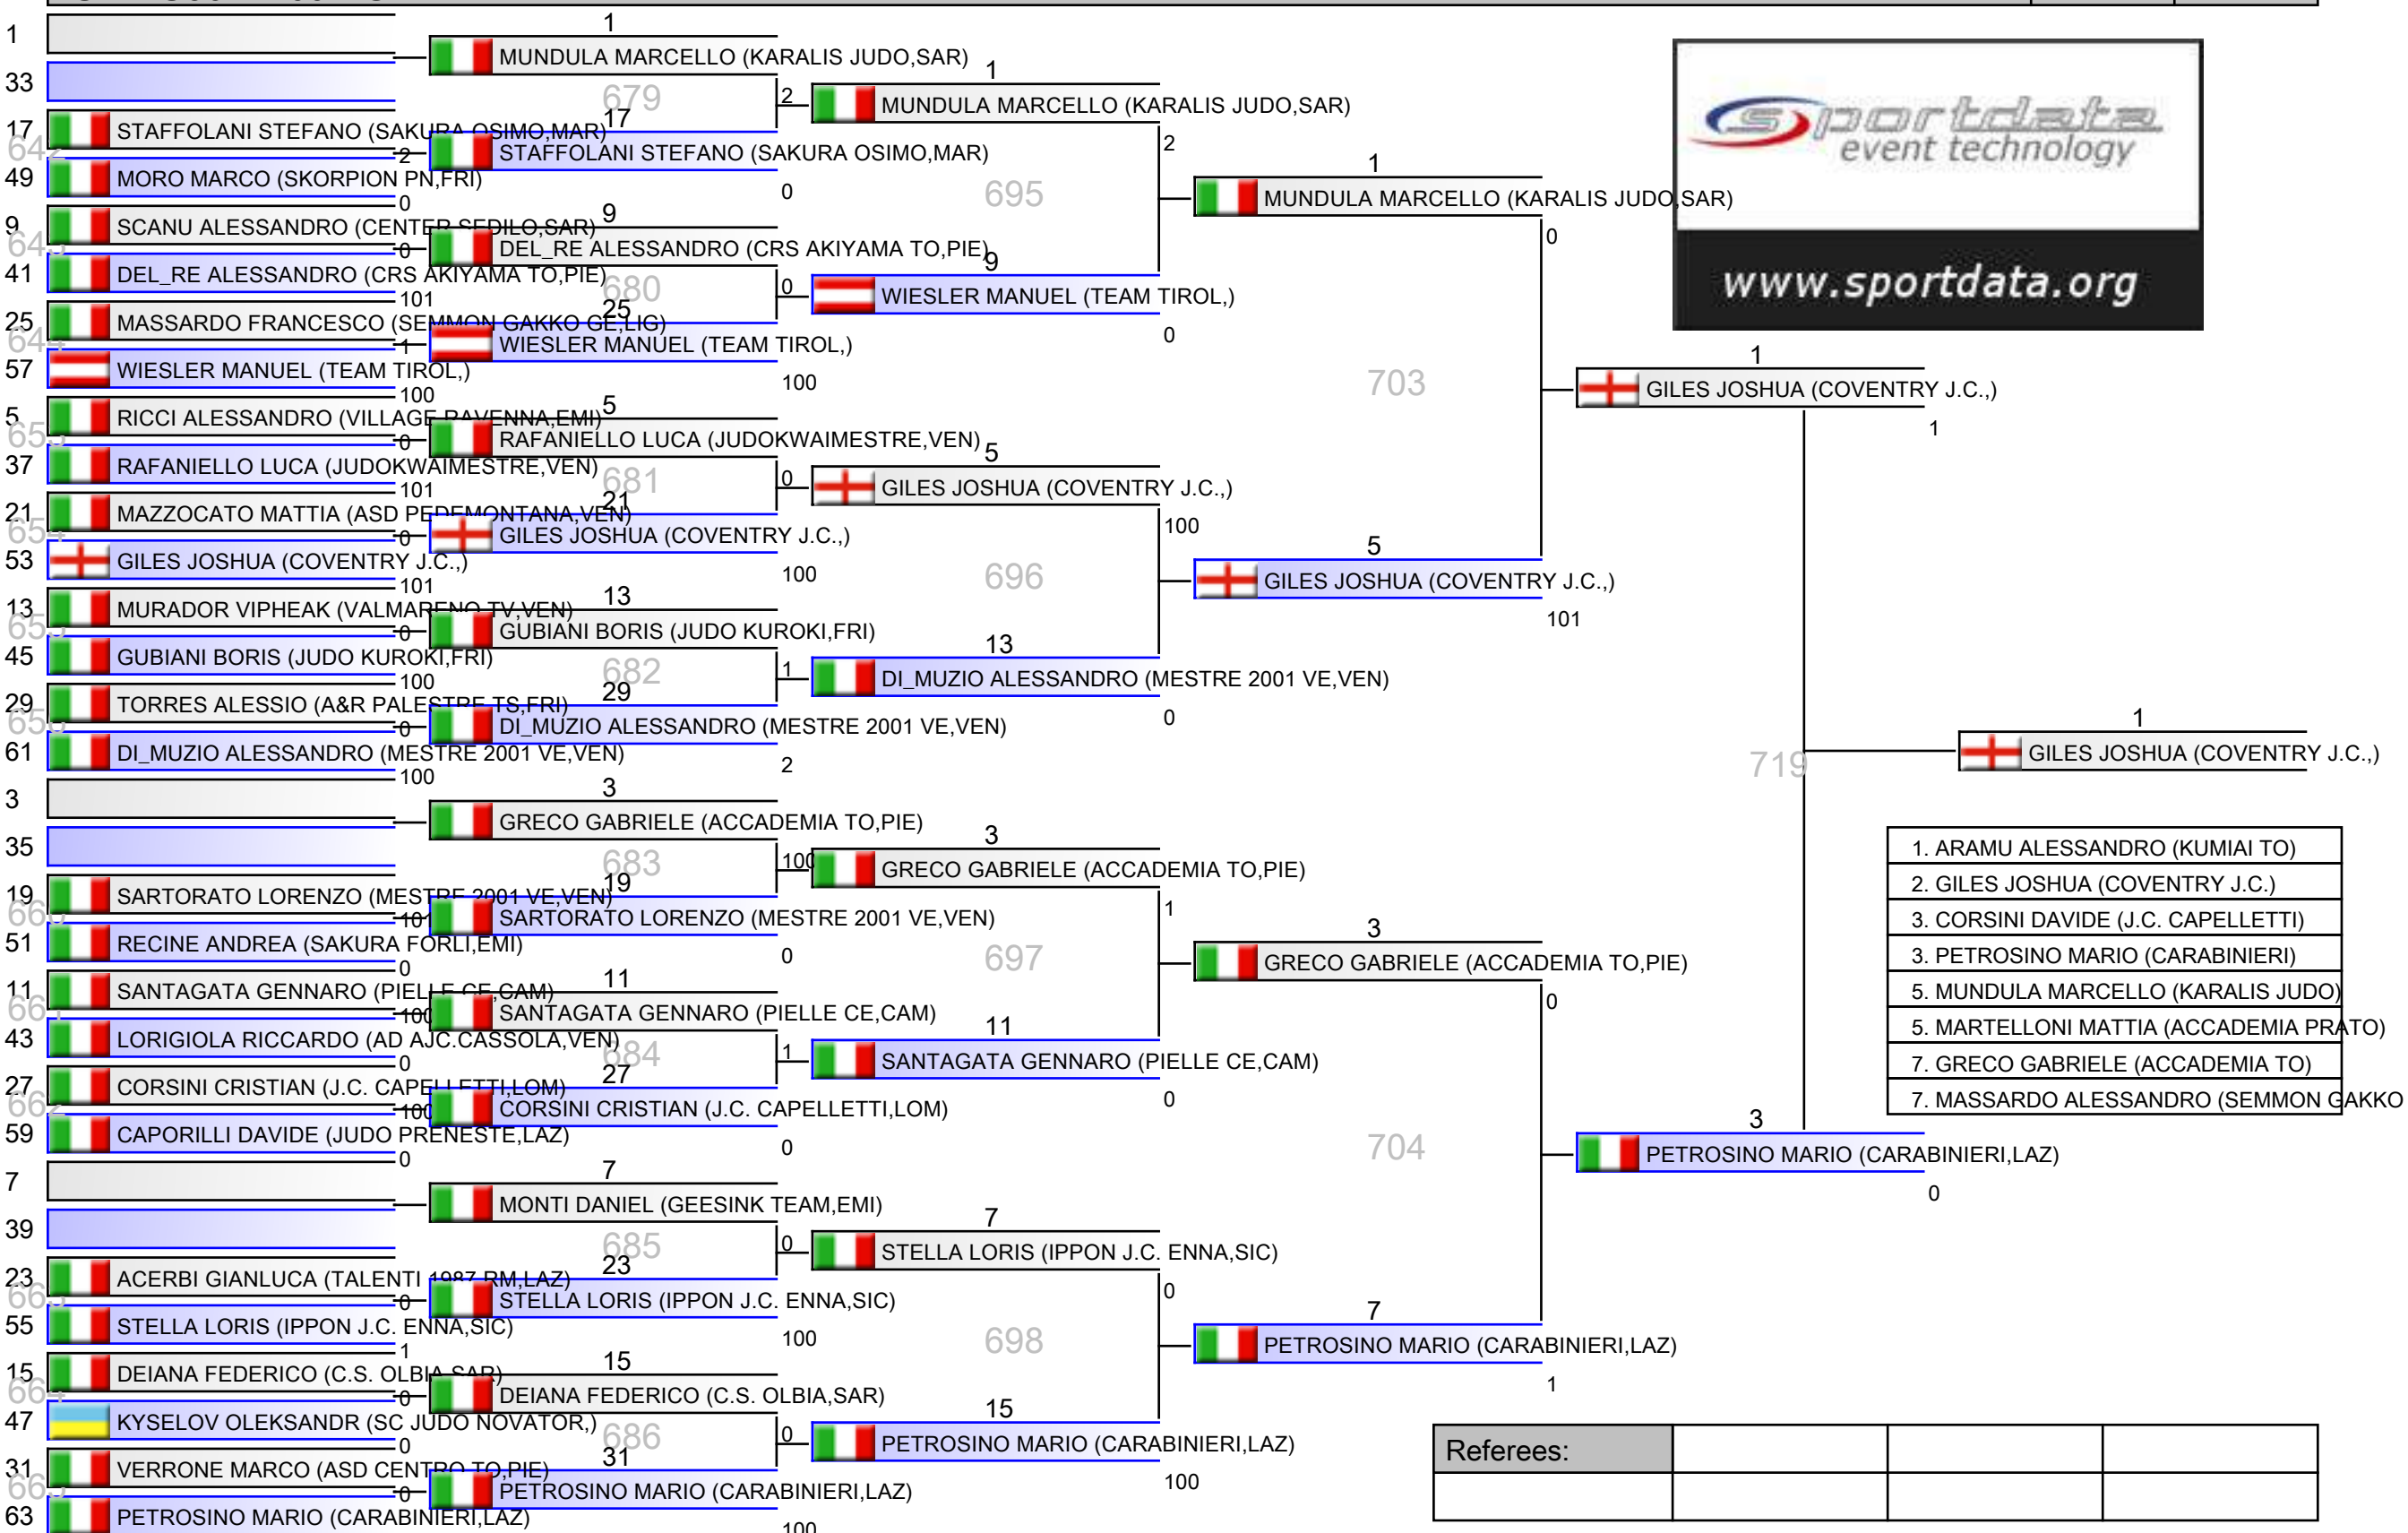 1
33
17 STAFFOLANI STEFANO (SAKURA OSIMO,MAR)
2
49 MORO MARCO (SKORPION PN,FRI)
0
9 SCANU ALESSANDRO (CENTER SEDILO,SAR)
0
41 DEL_RE ALESSANDRO (CRS AKIYAMA TO,PIE)
101
25 MASSARDO FRANCESCO (SEMMON GAKKO GE,LIG)
1
57 WIESLER MANUEL (TEAM TIROL,)
100
5 RICCI ALESSANDRO (VILLAGE RAVENNA,EMI)
0
37 RAFANIELLO LUCA (JUDOKWAIMESTRE,VEN)
101
21 MAZZOCATO MATTIA (ASD PEDEMONTANA,VEN)
0
53 GILES JOSHUA (COVENTRY J.C.,)
101
13 MURADOR VIPHEAK (VALMARENO TV,VEN)
0
45 GUBIANI BORIS (JUDO KUROKI,FRI)
100
29 TORRES ALESSIO (A&R PALESTRE TS,FRI)
0
61 DI_MUZIO ALESSANDRO (MESTRE 2001 VE,VEN)
100
3
35
19 SARTORATO LORENZO (MESTRE 2001 VE,VEN)
101
51 RECINE ANDREA (SAKURA FORLI,EMI)
0
11 SANTAGATA GENNARO (PIELLE CE,CAM)
100
43 LORIGIOLA RICCARDO (AD AJC.CASSOLA,VEN)
0
27 CORSINI CRISTIAN (J.C. CAPELLETTI,LOM)
100
59 CAPORILLI DAVIDE (JUDO PRENESTE,LAZ)
0
7
39
23 ACERBI GIANLUCA (TALENTI 1987 RM,LAZ)
0
55 STELLA LORIS (IPPON J.C. ENNA,SIC)
1
15 DEIANA FEDERICO (C.S. OLBIA,SAR)
0
47 KYSELOV OLEKSANDR (SC JUDO NOVATOR,)
0
31 VERRONE MARCO (ASD CENTRO TO,PIE)
0
63 PETROSINO MARIO (CARABINIERI,LAZ)
1
MUNDULA MARCELLO (KARALIS JUDO,SAR)
679
2
17
STAFFOLANI STEFANO (SAKURA OSIMO,MAR)
0
9
DEL_RE ALESSANDRO (CRS AKIYAMA TO,PIE)
680
0
25
WIESLER MANUEL (TEAM TIROL,)
100
5
RAFANIELLO LUCA (JUDOKWAIMESTRE,VEN)
681
0
21
GILES JOSHUA (COVENTRY J.C.,)
100
13
GUBIANI BORIS (JUDO KUROKI,FRI)
682
1
29
DI_MUZIO ALESSANDRO (MESTRE 2001 VE,VEN)
2
3
GRECO GABRIELE (ACCADEMIA TO,PIE)
683
100
19
SARTORATO LORENZO (MESTRE 2001 VE,VEN)
0
11
SANTAGATA GENNARO (PIELLE CE,CAM)
684
1
27
CORSINI CRISTIAN (J.C. CAPELLETTI,LOM)
0
7
MONTI DANIEL (GEESINK TEAM,EMI)
685
0
23
STELLA LORIS (IPPON J.C. ENNA,SIC)
100
15
DEIANA FEDERICO (C.S. OLBIA,SAR)
686
0
31
PETROSINO MARIO (CARABINIERI,LAZ)
100
1
MUNDULA MARCELLO (KARALIS JUDO,SAR)
2
695
9
WIESLER MANUEL (TEAM TIROL,)
0
5
GILES JOSHUA (COVENTRY J.C.,)
100
696
13
DI_MUZIO ALESSANDRO (MESTRE 2001 VE,VEN)
0
3
GRECO GABRIELE (ACCADEMIA TO,PIE)
1
697
11
SANTAGATA GENNARO (PIELLE CE,CAM)
0
7
STELLA LORIS (IPPON J.C. ENNA,SIC)
0
698
15
PETROSINO MARIO (CARABINIERI,LAZ)
100
1
MUNDULA MARCELLO (KARALIS JUDO,SAR)
0
703
5
GILES JOSHUA (COVENTRY J.C.,)
101
3
GRECO GABRIELE (ACCADEMIA TO,PIE)
0
704
7
PETROSINO MARIO (CARABINIERI,LAZ)
1
sportdata
event technology
www.sportdata.org
1
GILES JOSHUA (COVENTRY J.C.,)
1
719
3
PETROSINO MARIO (CARABINIERI,LAZ)
0
1
GILES JOSHUA (COVENTRY J.C.,)
1. ARAMU ALESSANDRO (KUMIAI TO)
2. GILES JOSHUA (COVENTRY J.C.)
3. CORSINI DAVIDE (J.C. CAPELLETTI)
3. PETROSINO MARIO (CARABINIERI)
5. MUNDULA MARCELLO (KARALIS JUDO)
5. MARTELLONI MATTIA (ACCADEMIA PRATO)
7. GRECO GABRIELE (ACCADEMIA TO)
7. MASSARDO ALESSANDRO (SEMMON GAKKO
Referees: